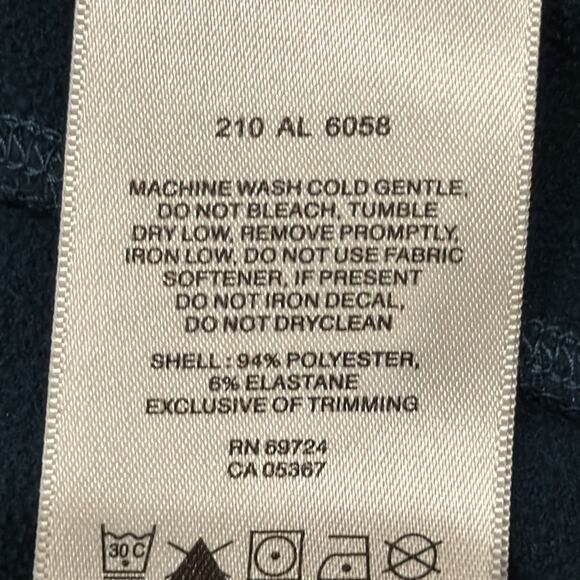 210 AL 6058
MACHINE WASH COLD GENTLE,
DO NOT BLEACH, TUMBLE
DRY LOW, REMOVE PROMPTLY,
IRON LOW, DO NOT USE FABRIC
SOFTENER, IF PRESENT
DO NOT IRON DECAL,
DO NOT DRYCLEAN
SHELL : 94% POLYESTER,
6% ELASTANE
EXCLUSIVE OF TRIMMING
RN 69724
CA 05367
30 C